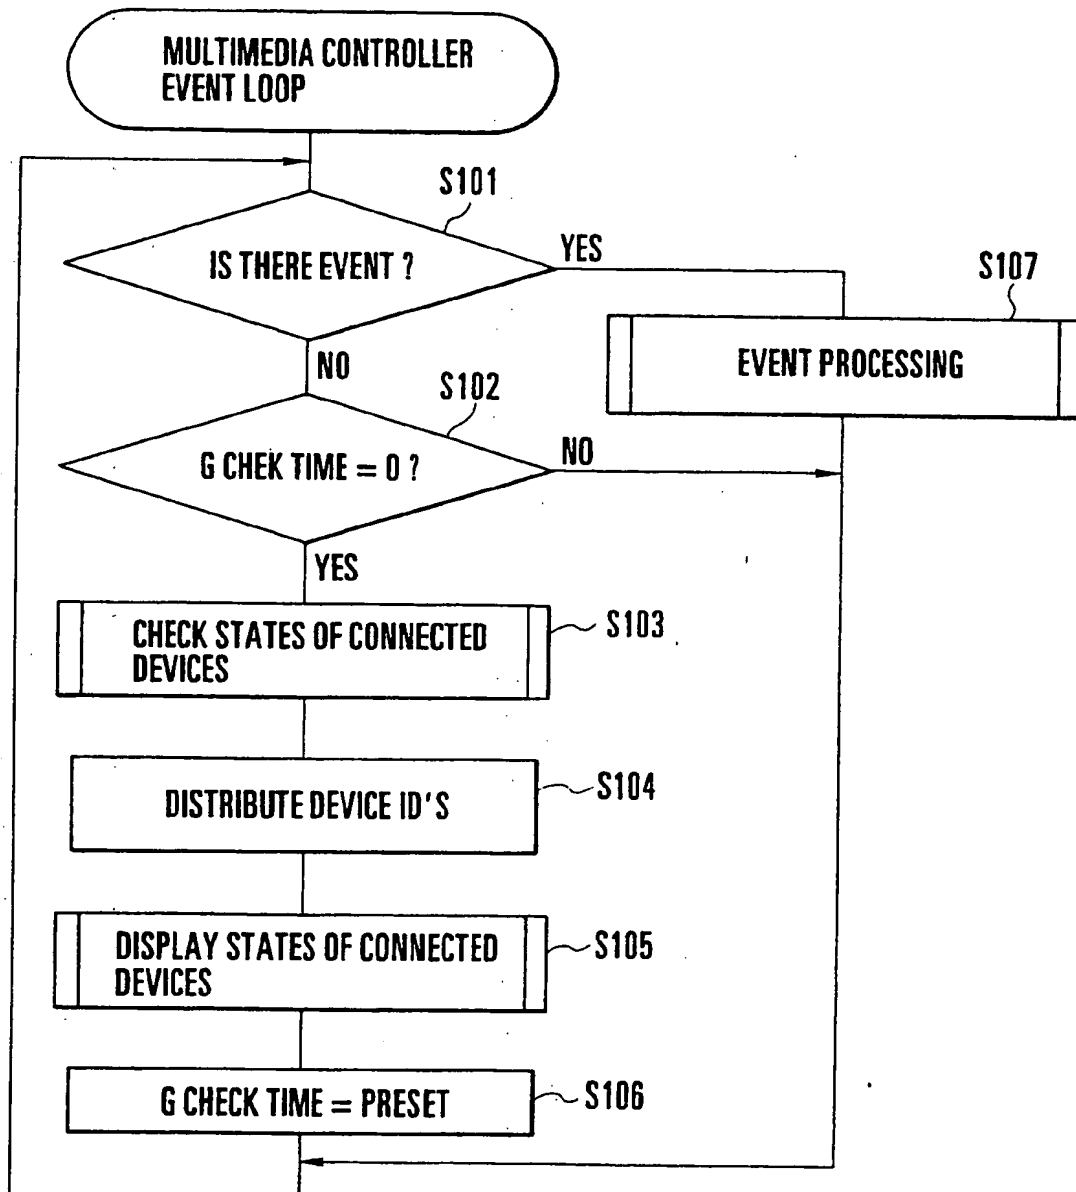 MULTIMEDIA CONTROLLER
EVENT LOOP
S101
IS THERE EVENT ?
YES
S107
EVENT PROCESSING
NO
S102
G CHEK TIME = 0 ?
NO
YES
CHECK STATES OF CONNECTED
DEVICES
S103
DISTRIBUTE DEVICE ID'S
S104
DISPLAY STATES OF CONNECTED
DEVICES
S105
G CHECK TIME = PRESET
S106